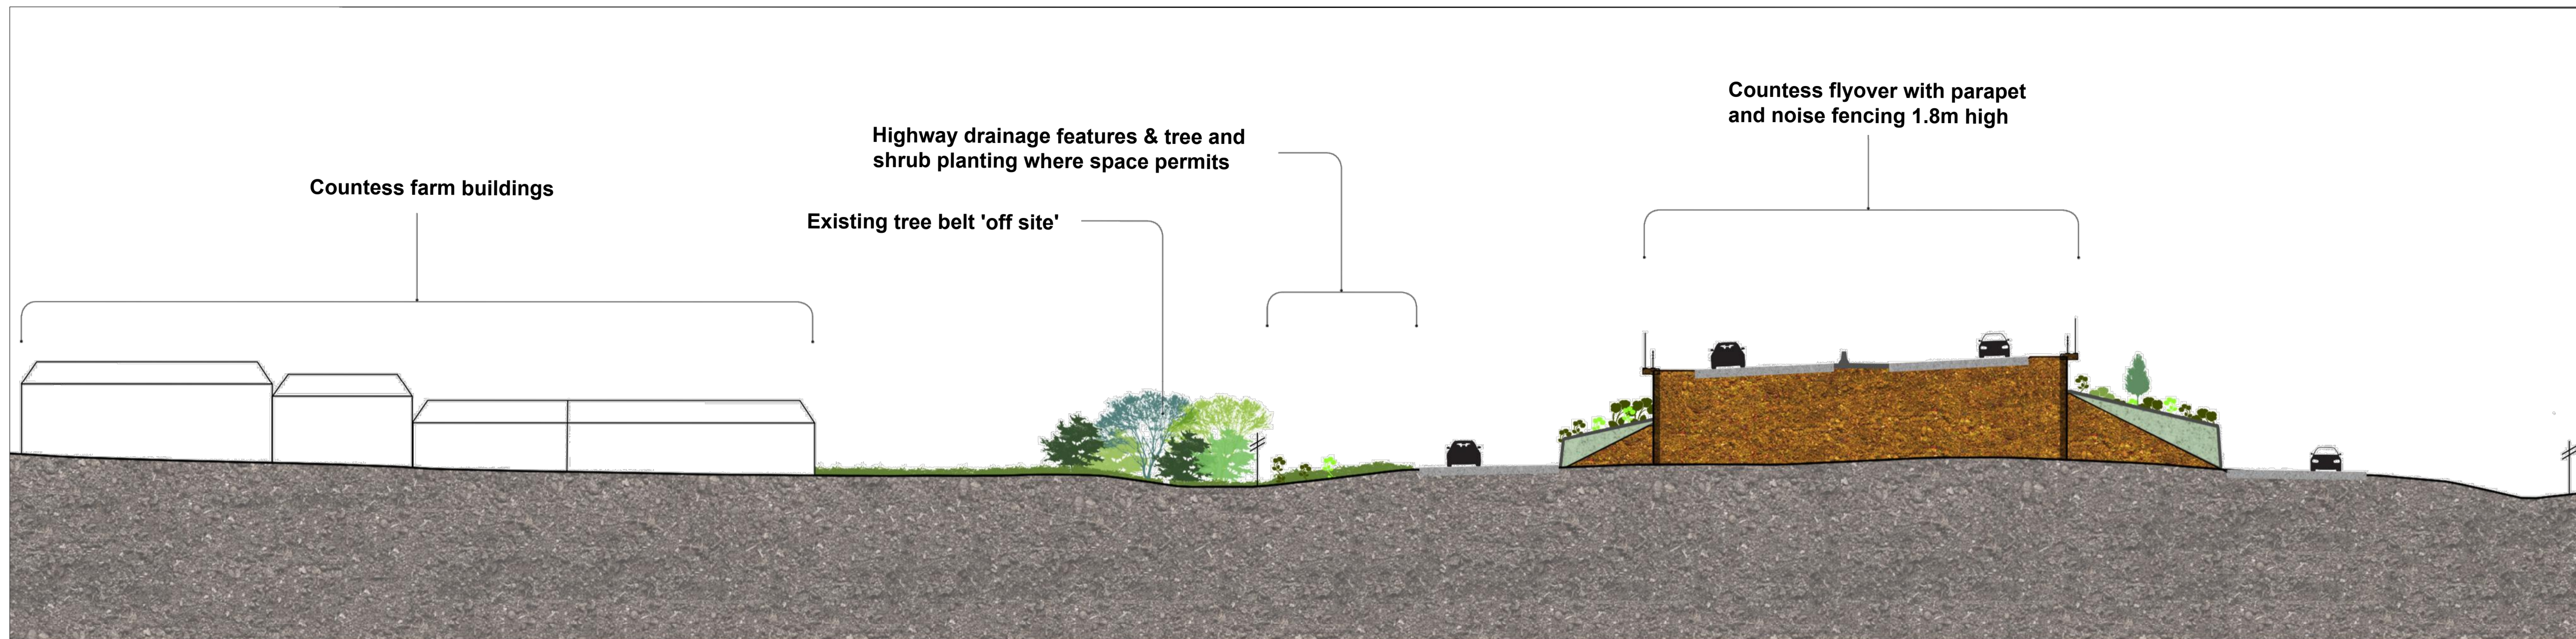 Countess flyover with parapet
and noise fencing 1.8m high
Highway drainage features & tree and
shrub planting where space permits
Countess farm buildings
Existing tree belt 'off site'